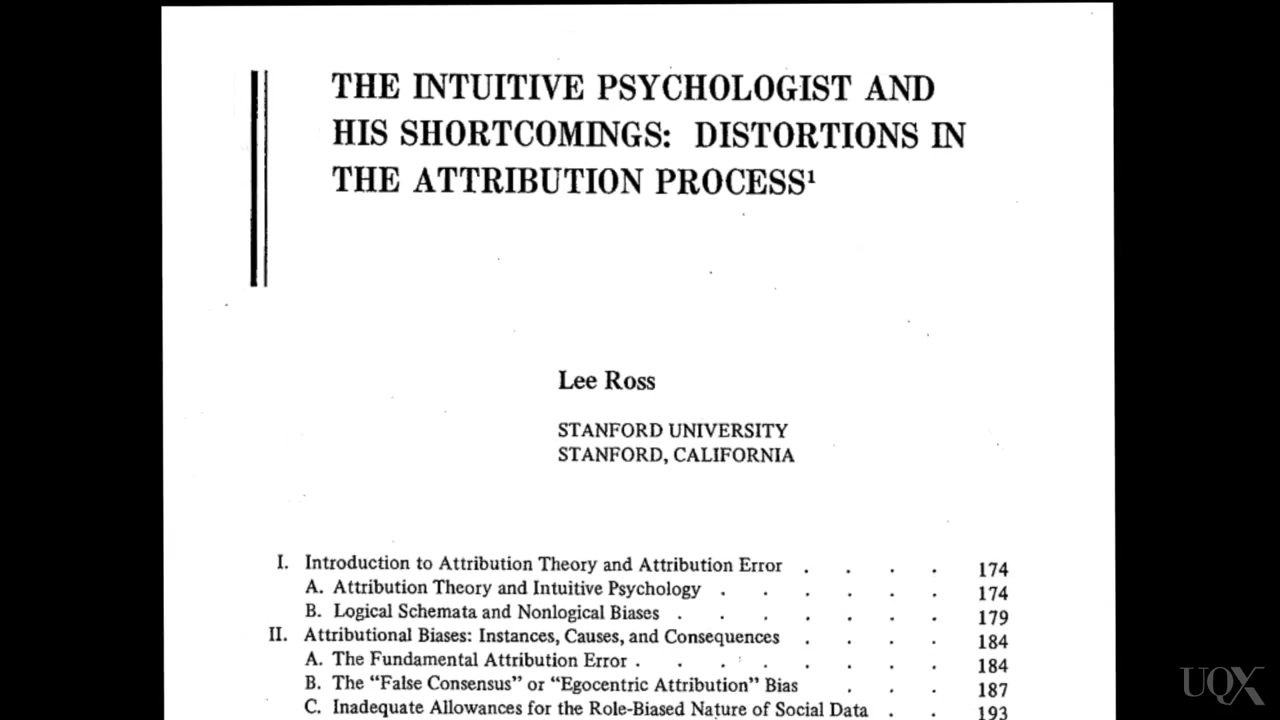 THE INTUITIVE PSYCHOLOGIST AND
HIS SHORTCOMINGS: DISTORTIONS IN
THE ATTRIBUTION PROCESS¹
Lee Ross
STANFORD UNIVERSITY
STANFORD, CALIFORNIA
I. Introduction to Attribution Theory and Attribution Error . . . . 174
A. Attribution Theory and Intuitive Psychology . . . . . . 174
B. Logical Schemata and Nonlogical Biases . . . . . . . 179
II. Attributional Biases: Instances, Causes, and Consequences . . . . 184
A. The Fundamental Attribution Error . . . . . . . . 184
B. The “False Consensus” or “Egocentric Attribution” Bias . . . 187
C. Inadequate Allowances for the Role-Biased Nature of Social Data . . 193
UQX